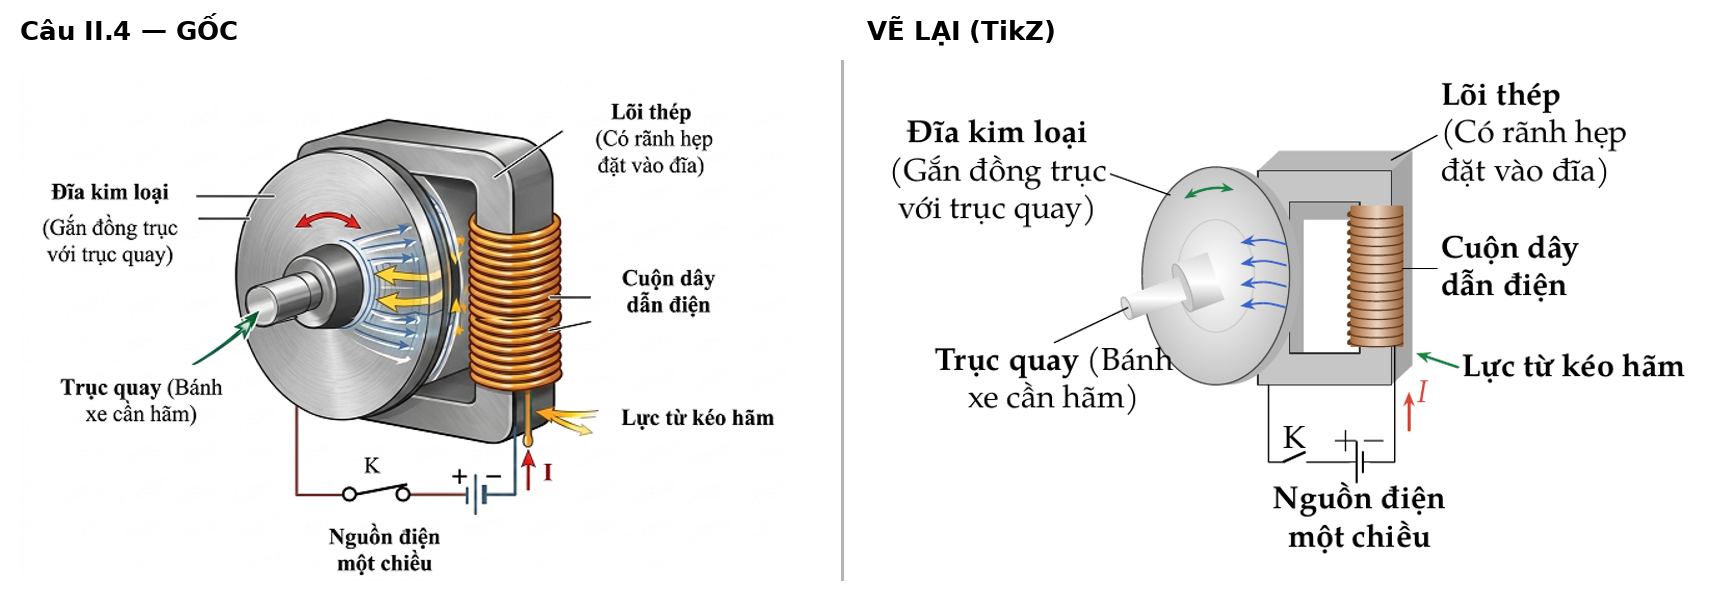 Câu II.4 — GỐC
Lõi thép
(Có rãnh hẹp
đặt vào đĩa)
Đĩa kim loại
(Gắn đồng trục
với trục quay)
Cuộn dây
dẫn điện
Trục quay (Bánh
xe cần hãm)
Lực từ kéo hãm
K
+ −
I
Nguồn điện
một chiều
VẼ LẠI (TikZ)
Lõi thép
(Có rãnh hẹp
đặt vào đĩa)
Đĩa kim loại
(Gắn đồng trục
với trục quay)
Cuộn dây
dẫn điện
Trục quay (Bánh
xe cần hãm)
Lực từ kéo hãm
I
K
+ −
Nguồn điện
một chiều